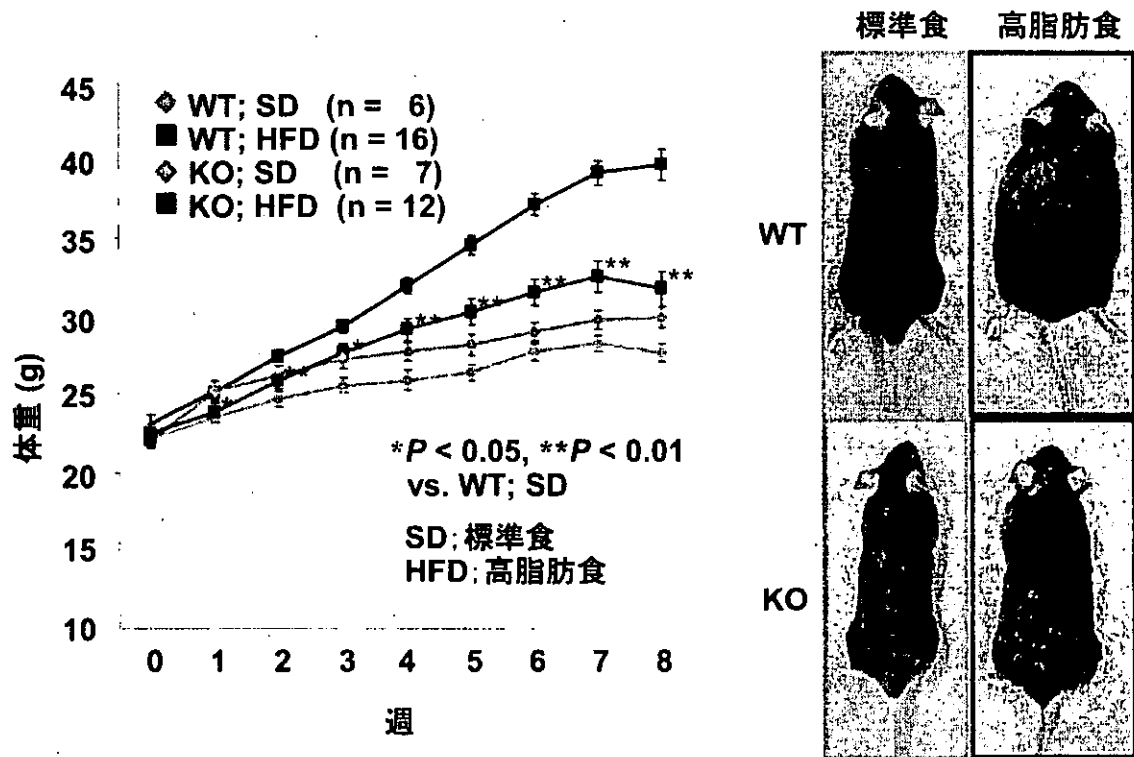 標準食 高脂肪食
45
40
35
30
25
20
15
10
体重 (g)
WT; SD (n = 6)
WT; HFD (n = 16)
KO; SD (n = 7)
KO; HFD (n = 12)
*
**
*
**
**
**
**
**
*P < 0.05, **P < 0.01
vs. WT; SD
SD; 標準食
HFD; 高脂肪食
0 1 2 3 4 5 6 7 8
週
WT
KO